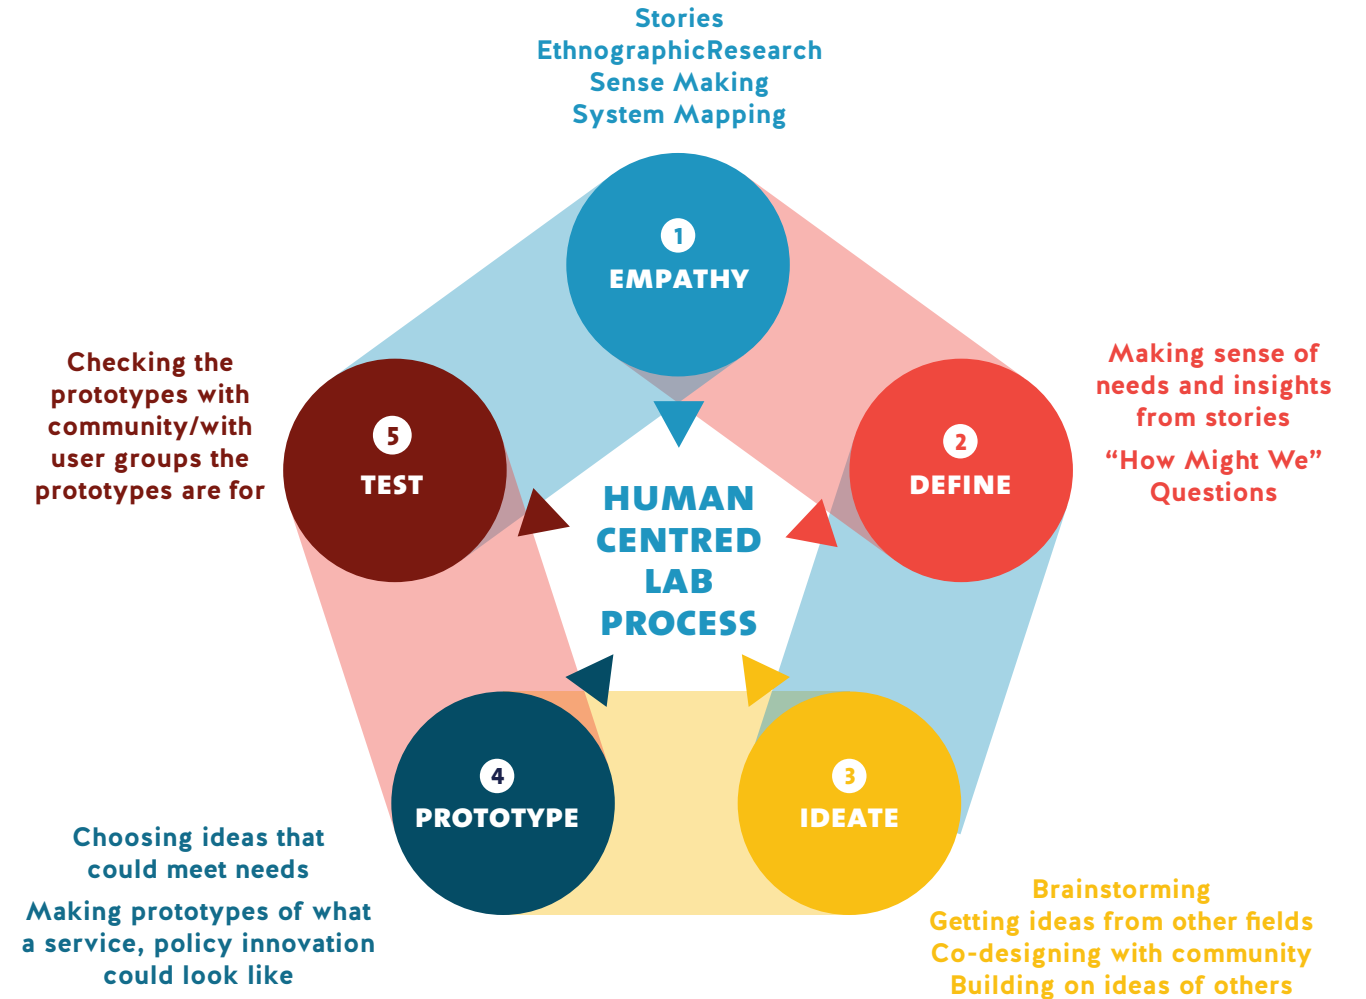 Stories
EthnographicResearch
Sense Making
System Mapping
1
EMPATHY
Making sense of
needs and insights
from stories
“How Might We”
Questions
2
DEFINE
Checking the
prototypes with
community/with
user groups the
prototypes are for
5
TEST
HUMAN
CENTRED
LAB
PROCESS
4
PROTOTYPE
3
IDEATE
Choosing ideas that
could meet needs
Making prototypes of what
a service, policy innovation
could look like
Brainstorming
Getting ideas from other fields
Co-designing with community
Building on ideas of others